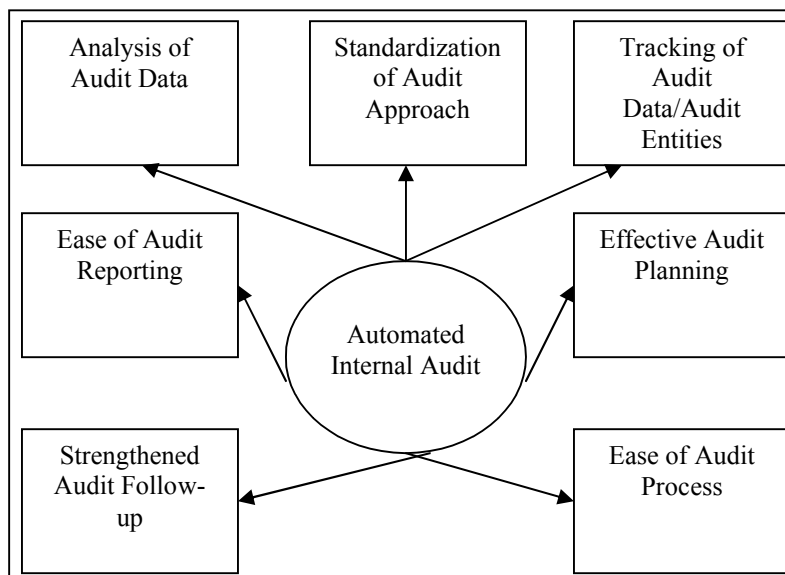 Analysis of
Audit Data
Standardization
of Audit
Approach
Tracking of
Audit
Data/Audit
Entities
Ease of Audit
Reporting
Effective Audit
Planning
Automated
Internal Audit
Strengthened
Audit Follow-
up
Ease of Audit
Process